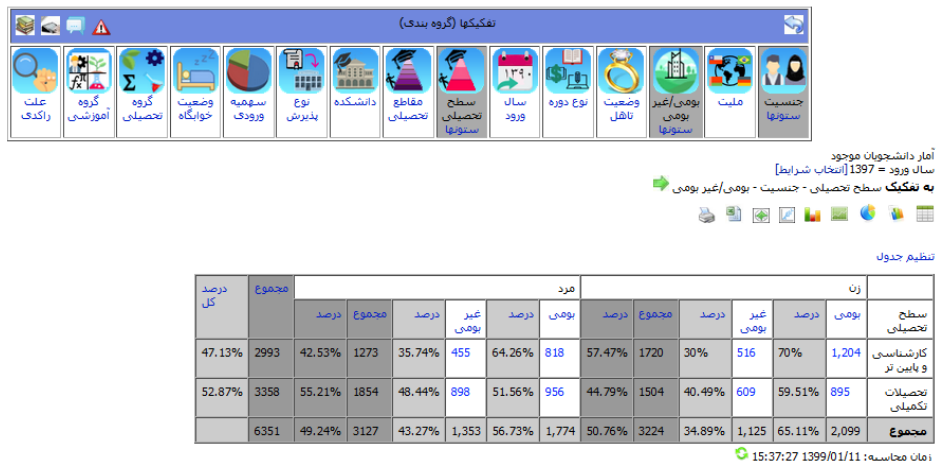 تفکیکها (گروه بندی)
جنسیت ستونها
ملیت
بومی/غیر بومی ستونها
وضعیت تاهل
نوع دوره
۱۳۹۰
سال ورود
سطح تحصیلی ستونها
مقاطع تحصیلی
دانشکده
نوع پذیرش
سهمیه ورودی
وضعیت خوابگاه
گروه تحصیلی
گروه آموزشی
علت راکدی
آمار دانشجویان موجود
سال ورود = 1397 [انتخاب شرایط]
به تفکیک سطح تحصیلی - جنسیت - بومی/غیر بومی
تنظیم جدول
زن مرد مجموع درصد کل
سطح تحصیلی بومی درصد غیر بومی درصد مجموع درصد بومی درصد غیر بومی درصد مجموع درصد
کارشناسی و پایین تر 1,204 70% 516 30% 1720 57.47% 818 64.26% 455 35.74% 1273 42.53% 2993 47.13%
تحصیلات تکمیلی 895 59.51% 609 40.49% 1504 44.79% 956 51.56% 898 48.44% 1854 55.21% 3358 52.87%
مجموع 2,099 65.11% 1,125 34.89% 3224 50.76% 1,774 56.73% 1,353 43.27% 3127 49.24% 6351
زمان محاسبه: 1399/01/11 15:37:27